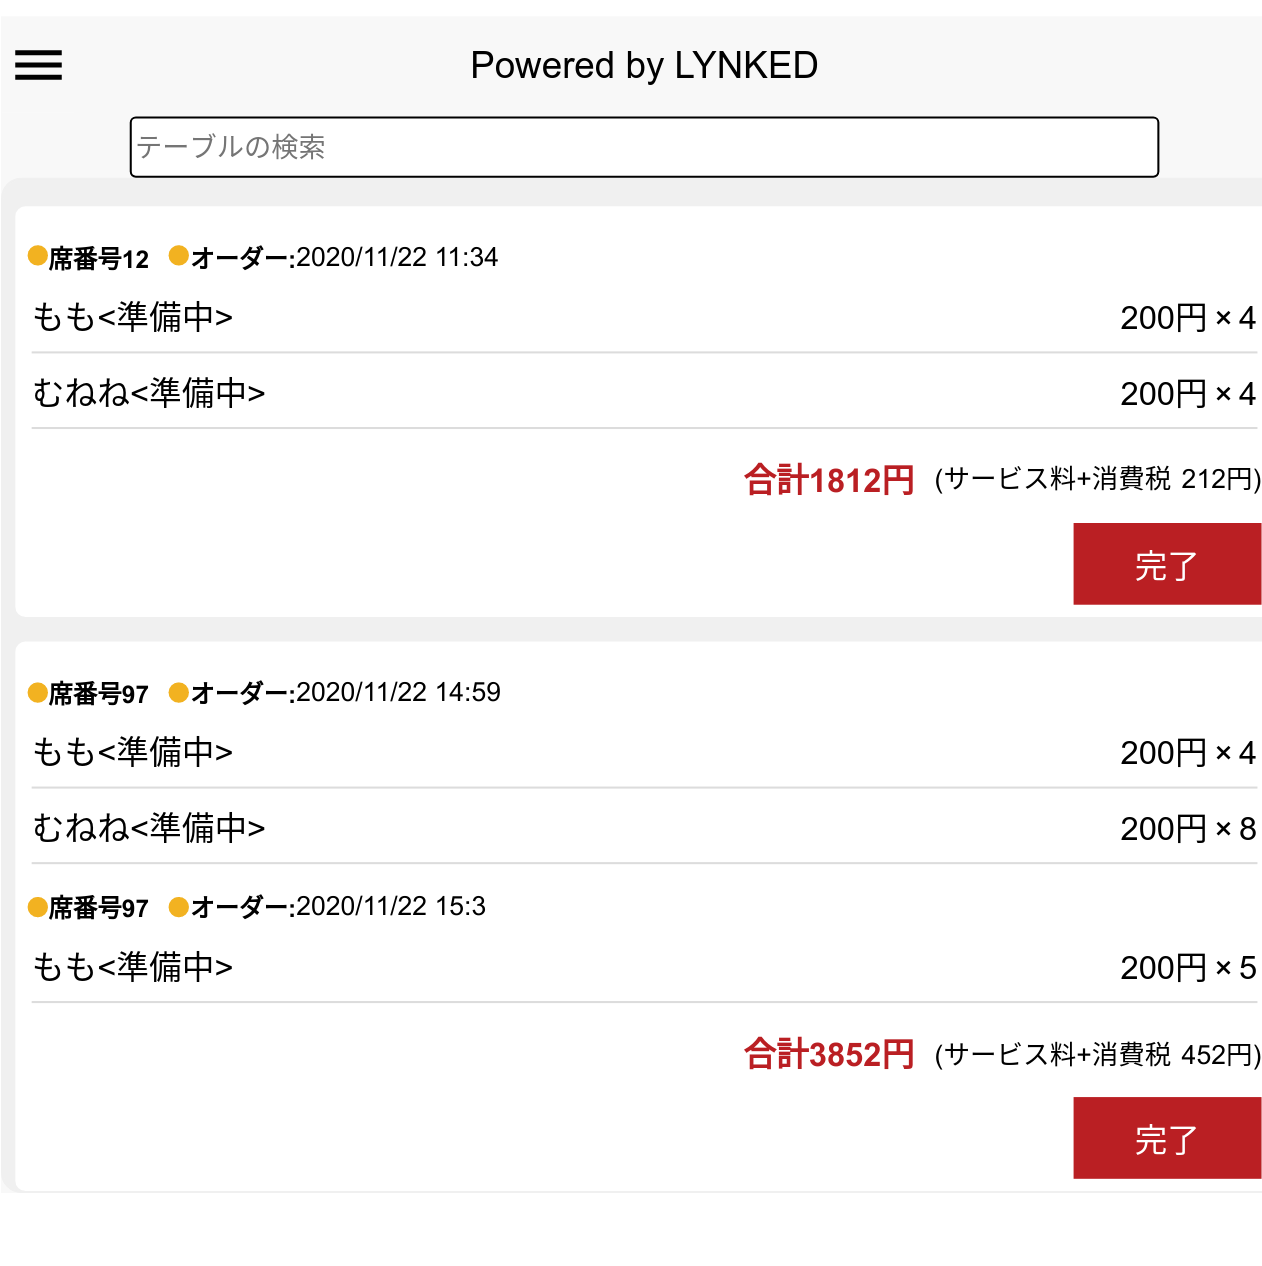 Powered by LYNKED
テーブルの検索
席番号12 オーダー:2020/11/22 11:34
もも<準備中> 200円 × 4
むねね<準備中> 200円 × 4
合計1812円 (サービス料+消費税 212円)
完了
席番号97 オーダー:2020/11/22 14:59
もも<準備中> 200円 × 4
むねね<準備中> 200円 × 8
席番号97 オーダー:2020/11/22 15:3
もも<準備中> 200円 × 5
合計3852円 (サービス料+消費税 452円)
完了